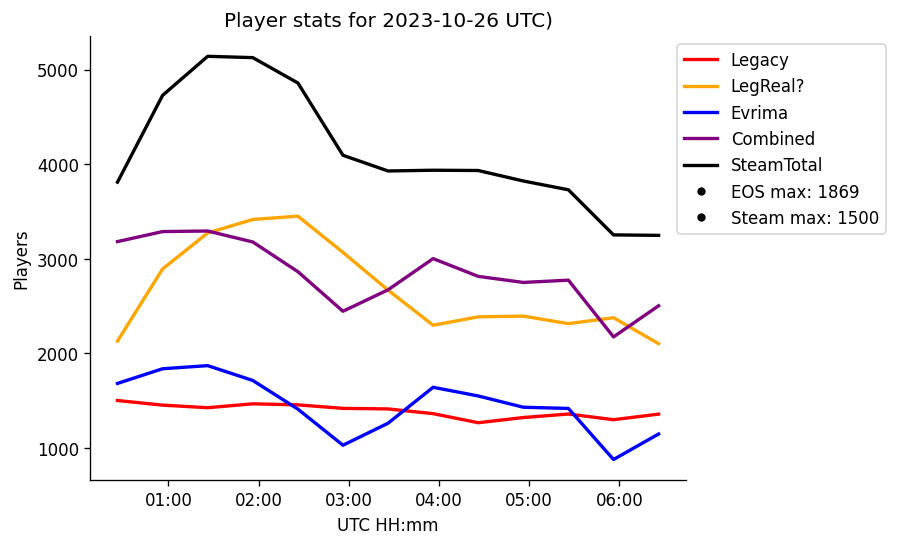 Player stats for 2023-10-26 UTC)
Players
5000
4000
3000
2000
1000
01:00 02:00 03:00 04:00 05:00 06:00
UTC HH:mm
Legacy
LegReal?
Evrima
Combined
SteamTotal
EOS max: 1869
Steam max: 1500